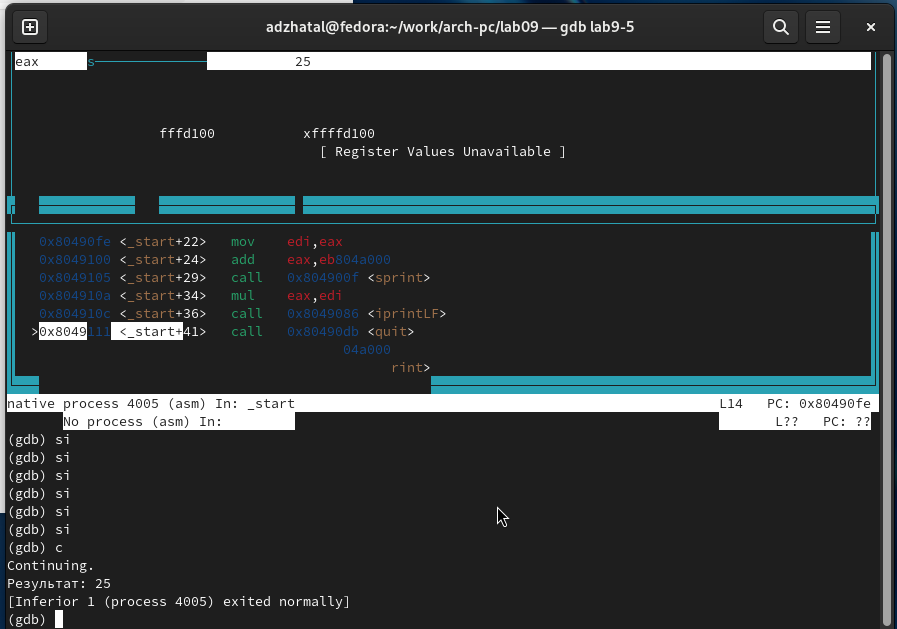 adzhatal@fedora:~/work/arch-pc/lab09 — gdb lab9-5
eax s 25
fffd100 xffffd100
[ Register Values Unavailable ]
0x80490fe <_start+22> mov edi,eax
0x8049100 <_start+24> add eax,eb804a000
0x8049105 <_start+29> call 0x804900f <sprint>
0x804910a <_start+34> mul eax,edi
0x804910c <_start+36> call 0x8049086 <iprintLF>
>0x8049111 <_start+41> call 0x80490db <quit>
04a000
rint>
native process 4005 (asm) In: _start L14 PC: 0x80490fe
No process (asm) In: L?? PC: ??
(gdb) si
(gdb) si
(gdb) si
(gdb) si
(gdb) si
(gdb) si
(gdb) c
Continuing.
Результат: 25
[Inferior 1 (process 4005) exited normally]
(gdb)